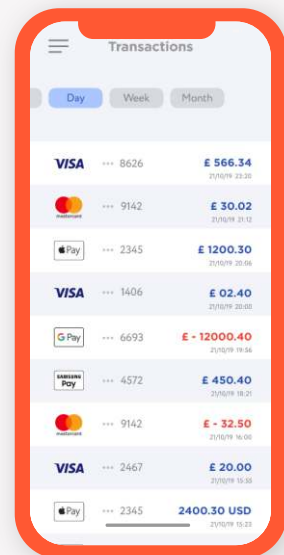 Transactions
Day Week Month
VISA ••• 8626 £ 566.34
21/10/19 23:20
mastercard ••• 9142 £ 30.02
21/10/19 21:12
Pay ••• 2345 £ 1200.30
21/10/19 20:06
VISA ••• 1406 £ 02.40
21/10/19 20:00
G Pay ••• 6693 £ - 12000.40
21/10/19 19:56
SAMSUNG Pay ••• 4572 £ 450.40
21/10/19 18:21
mastercard ••• 9142 £ - 32.50
21/10/19 16:00
VISA ••• 2467 £ 20.00
21/10/19 15:55
Pay ••• 2345 2400.30 USD
21/10/19 15:23